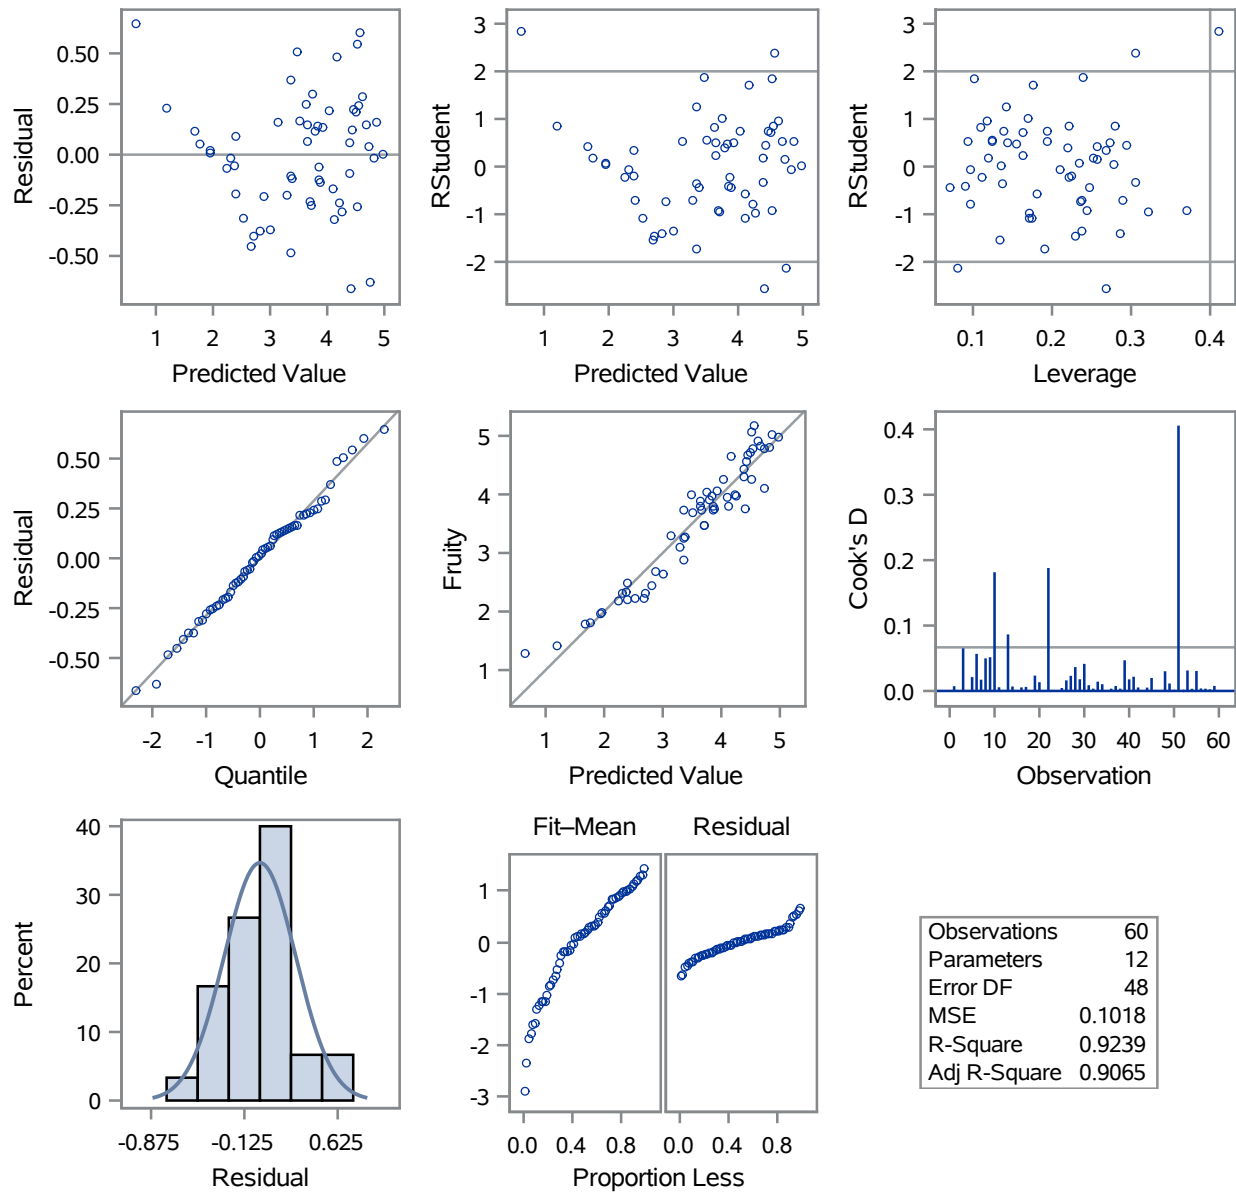 Residual
0.50
0.25
0.00
-0.25
-0.50
1 2 3 4 5
Predicted Value
RStudent
3
2
1
0
-1
-2
1 2 3 4 5
Predicted Value
RStudent
3
2
1
0
-1
-2
0.1 0.2 0.3 0.4
Leverage
Residual
0.50
0.25
0.00
-0.25
-0.50
-2 -1 0 1 2
Quantile
Fruity
5
4
3
2
1
1 2 3 4 5
Predicted Value
Cook's D
0.4
0.3
0.2
0.1
0.0
0 10 20 30 40 50 60
Observation
Percent
40
30
20
10
0
-0.875 -0.125 0.625
Residual
Fit–Mean Residual
1
0
-1
-2
-3
0.0 0.4 0.8 0.0 0.4 0.8
Proportion Less
Observations 60
Parameters 12
Error DF 48
MSE 0.1018
R-Square 0.9239
Adj R-Square 0.9065